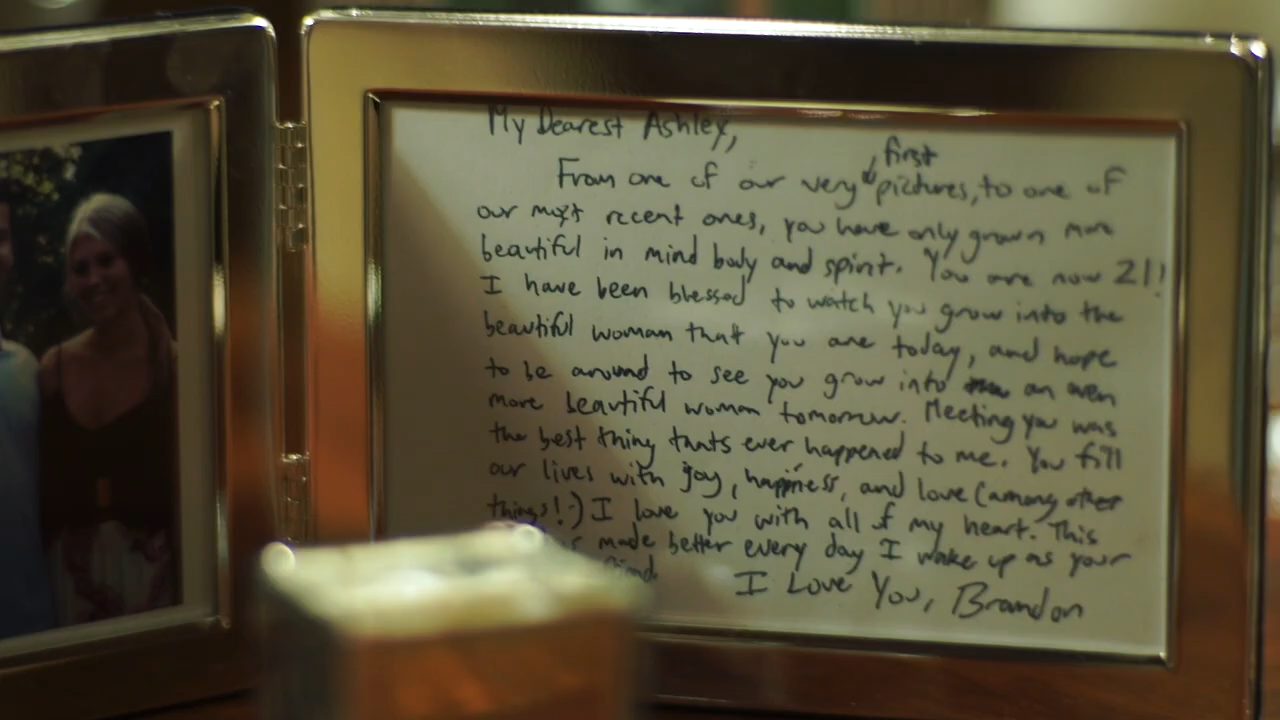 My Dearest Ashley,
first
From one of our very pictures, to one of
our most recent ones, you have only grown more
beautiful in mind body and spirit. You are now 21!
I have been blessed to watch you grow into the
beautiful woman that you are today, and hope
to be around to see you grow into an even
more beautiful woman tomorrow. Meeting you was
the best thing thats ever happened to me. You fill
our lives with joy, happiness, and love (among other
things! :) I love you with all of my heart. This
made better every day I wake up as your
I Love You, Brandon